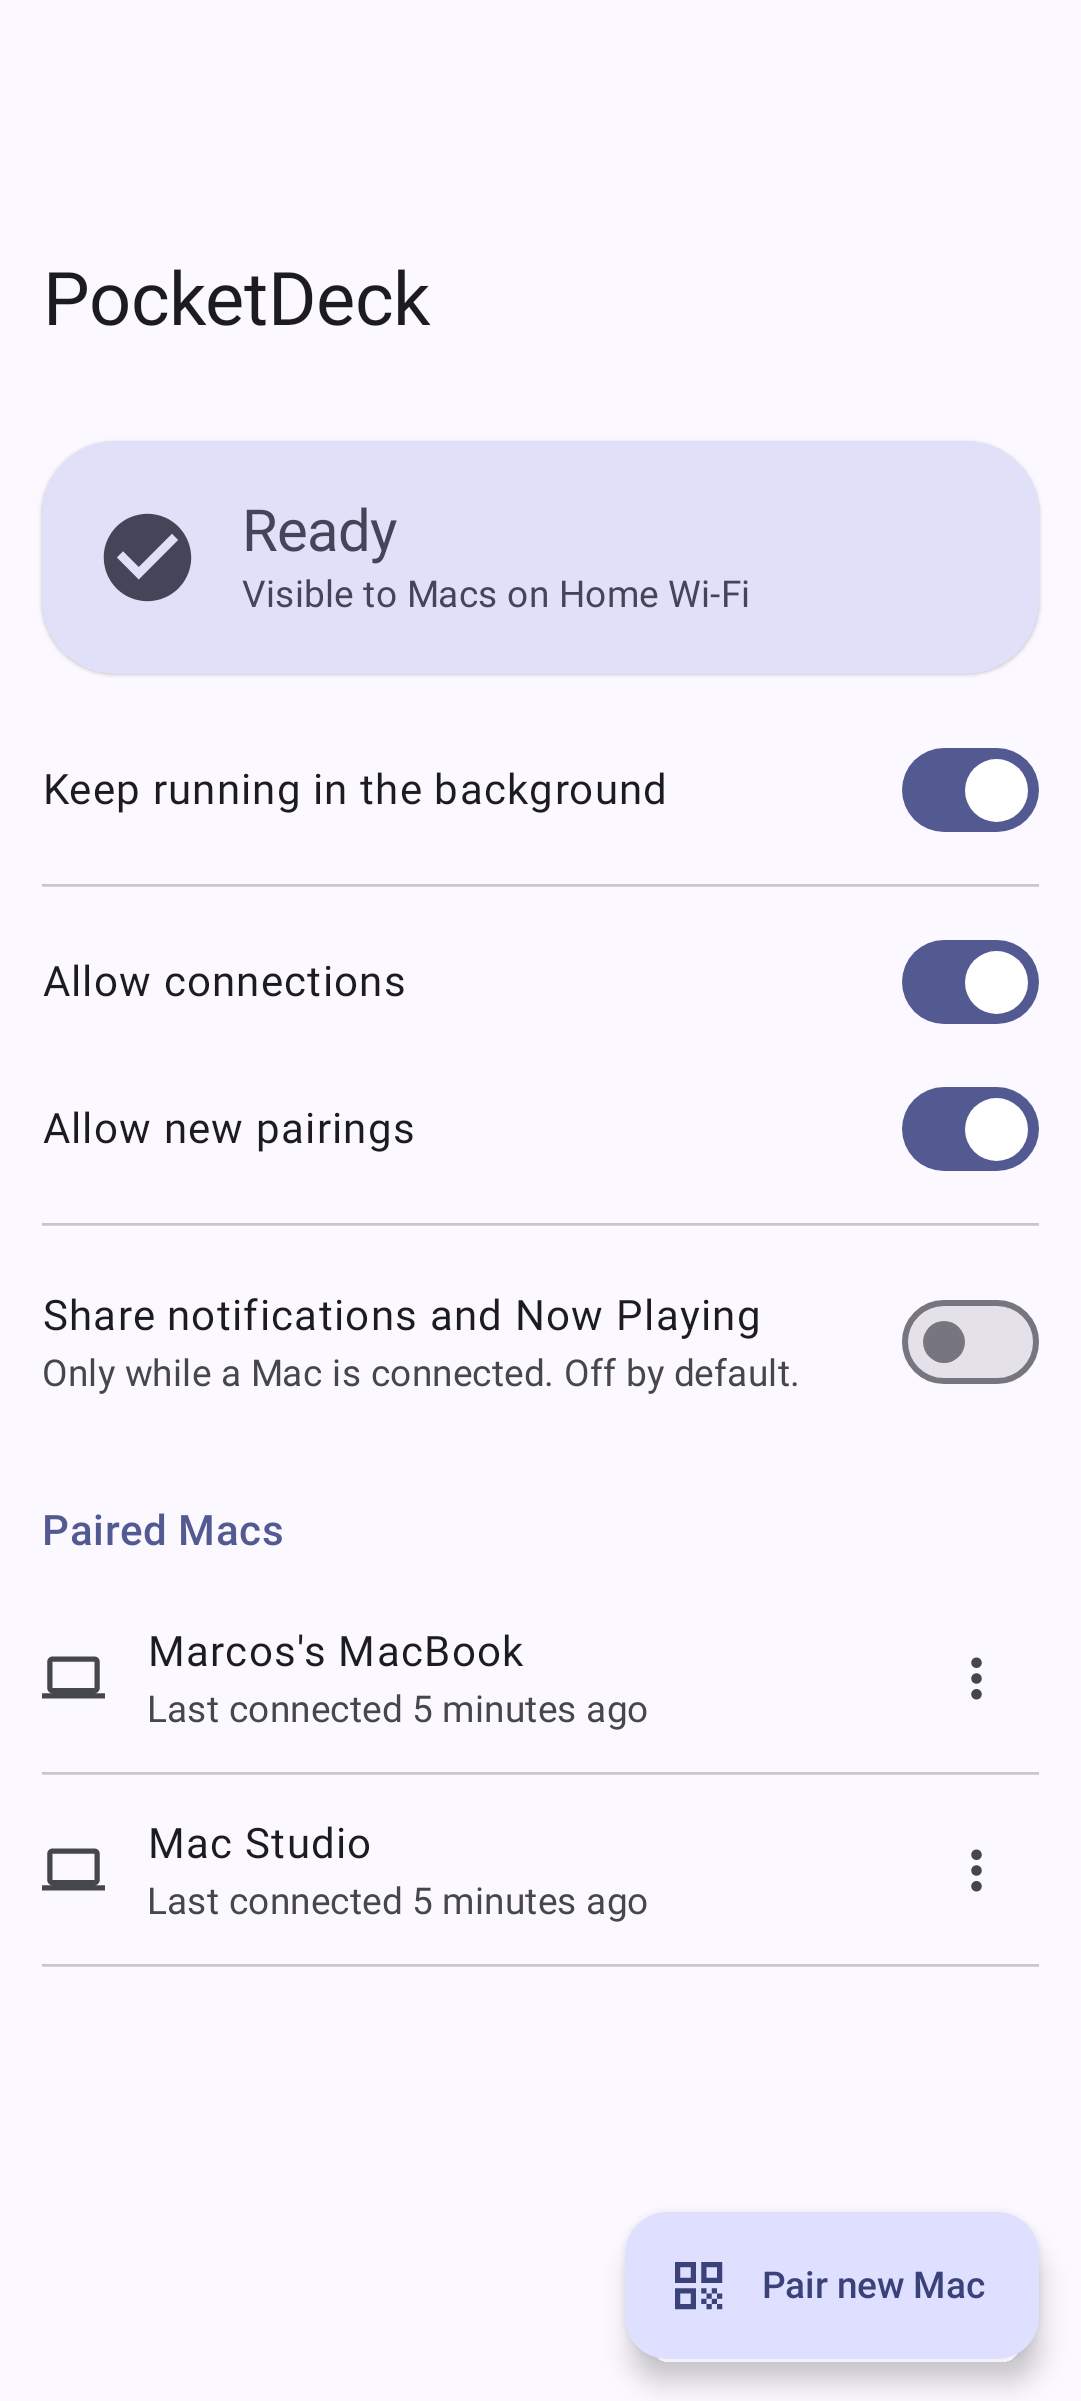 PocketDeck
Ready
Visible to Macs on Home Wi-Fi
Keep running in the background
Allow connections
Allow new pairings
Share notifications and Now Playing
Only while a Mac is connected. Off by default.
Paired Macs
Marcos's MacBook
Last connected 5 minutes ago
Mac Studio
Last connected 5 minutes ago
Pair new Mac